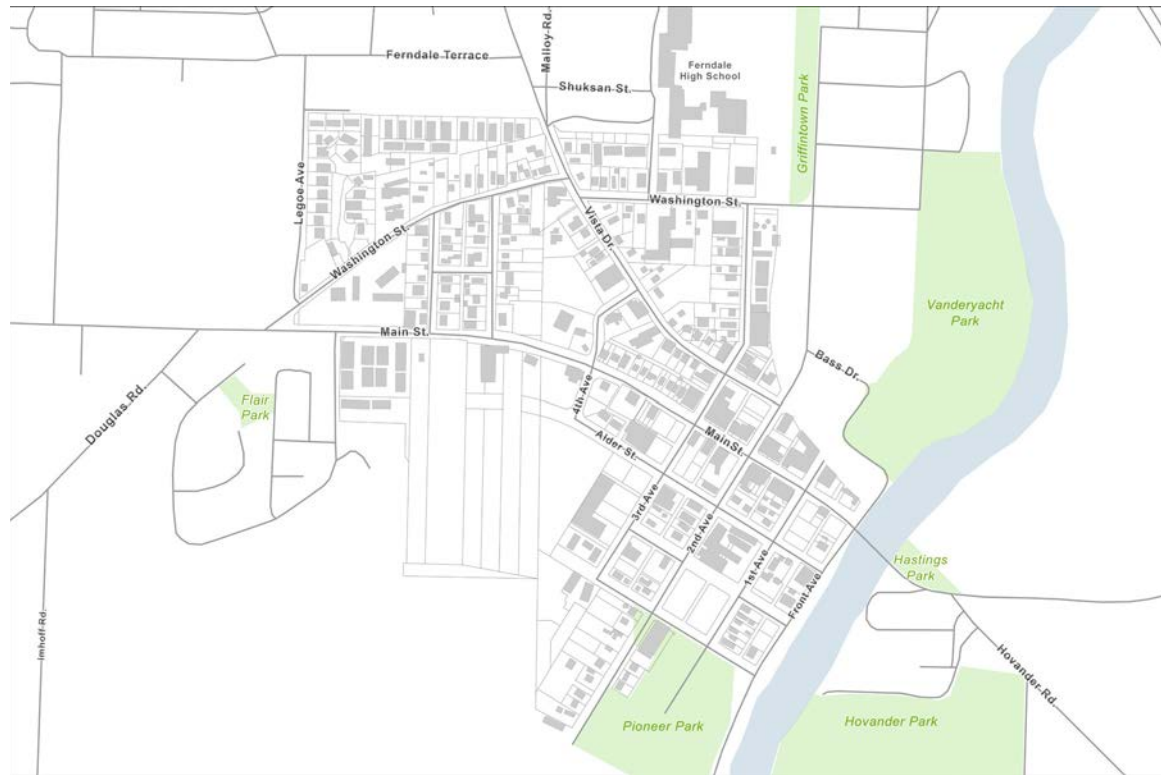 Malloy Rd.
Ferndale Terrace
Ferndale
High School
Shuksan St.
Griffintown Park
Legoe Ave
Washington St.
Vista Dr.
Washington St.
Vanderyacht
Park
Main St.
Bass Dr.
Flair
Park
Douglas Rd.
4th Ave
Main St.
Alder St.
3rd Ave
2nd Ave
1st Ave
Hastings
Park
Front Ave
Imhoff Rd.
Hovander Rd.
Pioneer Park
Hovander Park